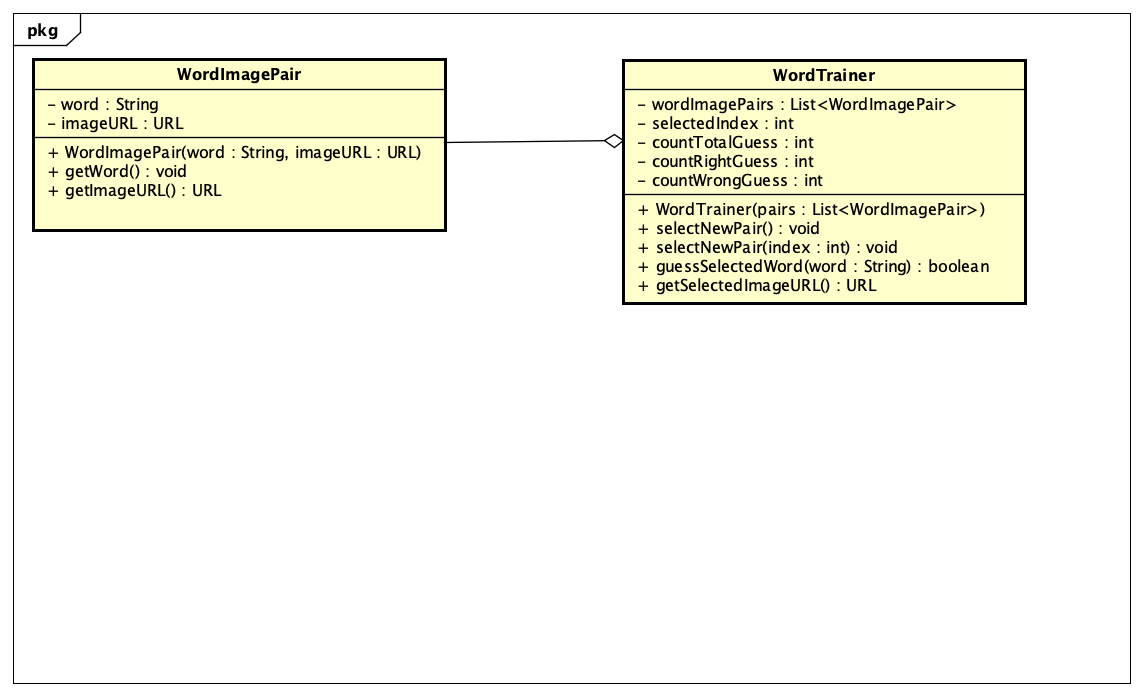 pkg
WordImagePair
- word : String
- imageURL : URL
+ WordImagePair(word : String, imageURL : URL)
+ getWord() : void
+ getImageURL() : URL
WordTrainer
- wordImagePairs : List<WordImagePair>
- selectedIndex : int
- countTotalGuess : int
- countRightGuess : int
- countWrongGuess : int
+ WordTrainer(pairs : List<WordImagePair>)
+ selectNewPair() : void
+ selectNewPair(index : int) : void
+ guessSelectedWord(word : String) : boolean
+ getSelectedImageURL() : URL